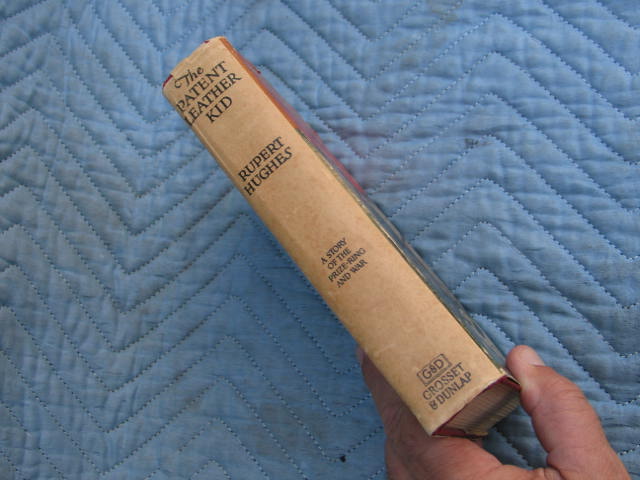 The
PATENT
LEATHER
KID
RUPERT
HUGHES
A STORY
OF THE
PRIZE-RING
AND WAR
G&D
GROSSET
& DUNLAP